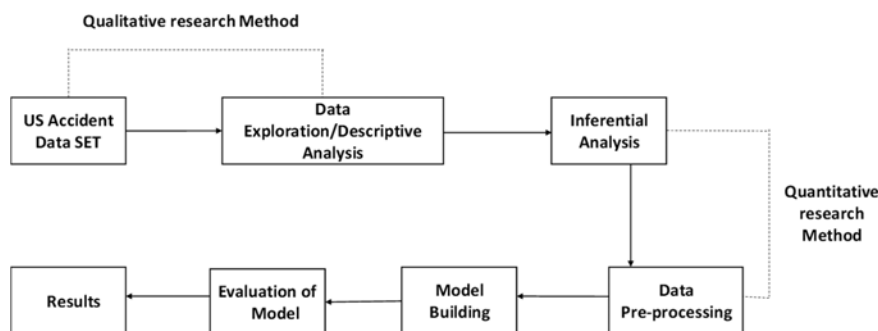 Qualitative research Method
US Accident
Data SET
Data
Exploration/Descriptive
Analysis
Inferential
Analysis
Quantitative
research
Method
Results
Evaluation of
Model
Model
Building
Data
Pre-processing